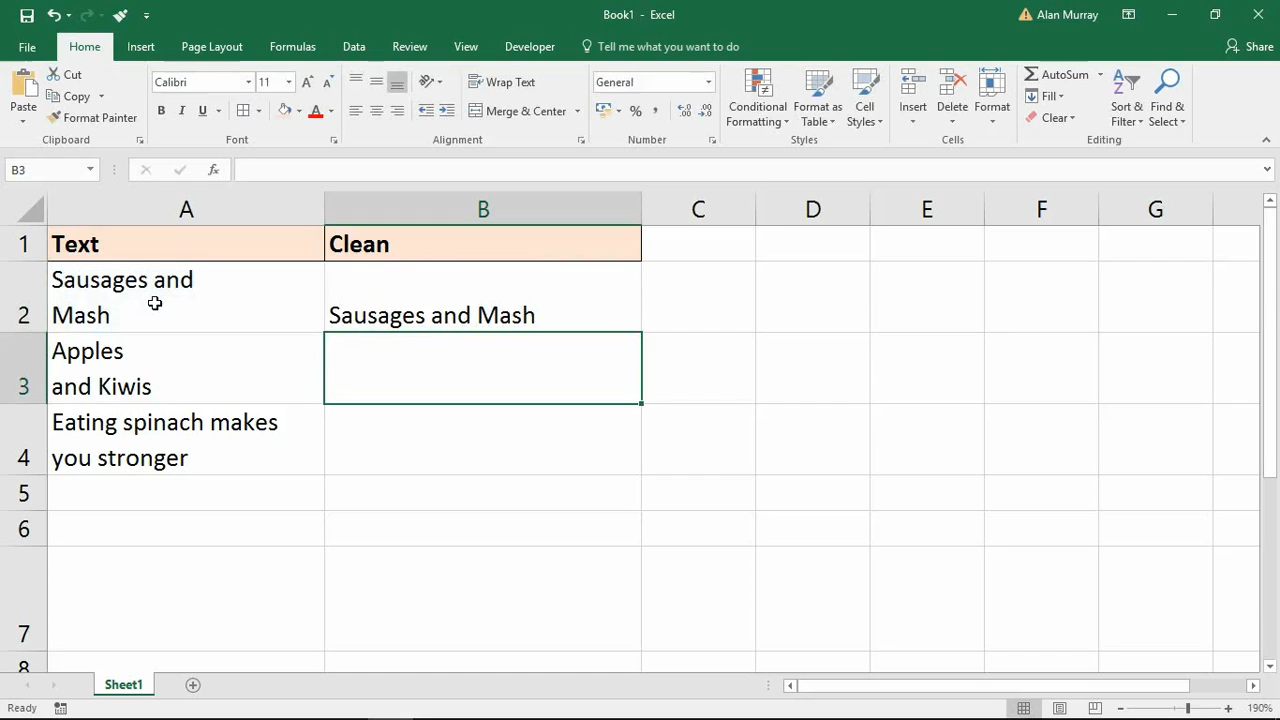 Book1 - Excel
Alan Murray
File Home Insert Page Layout Formulas Data Review View Developer Tell me what you want to do Share
Paste
Cut
Copy
Format Painter
Clipboard
Calibri 11
B I U
Font
Wrap Text
Merge & Center
Alignment
General
Number
Conditional Formatting
Format as Table
Cell Styles
Styles
Insert
Delete
Format
Cells
AutoSum
Fill
Clear
Sort & Filter
Find & Select
Editing
B3 fx
A B C D E F G
1 Text Clean
Sausages and
2 Mash Sausages and Mash
Apples
3 and Kiwis
Eating spinach makes
4 you stronger
5
6
7
8
Sheet1
Ready 190%